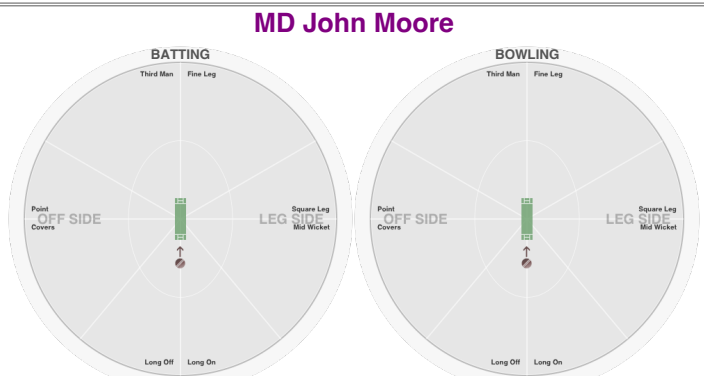 MD John Moore
BATTING
Third Man Fine Leg
Point
OFF SIDE
Covers
Square Leg
LEG SIDE
Mid Wicket
Long Off Long On
BOWLING
Third Man Fine Leg
Point
OFF SIDE
Covers
Square Leg
LEG SIDE
Mid Wicket
Long Off Long On